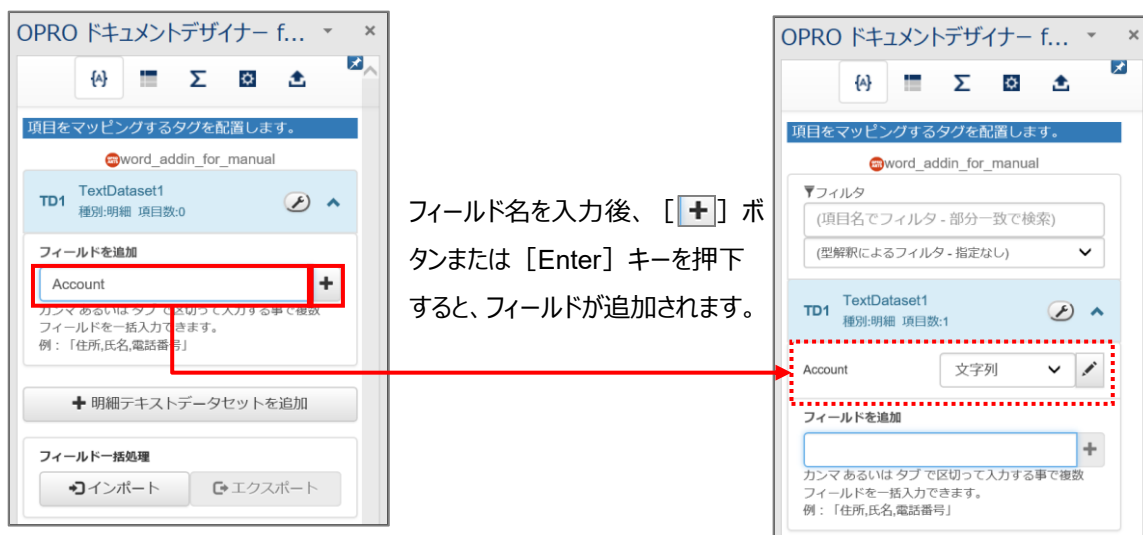 OPRO ドキュメントデザイナー f...
項目をマッピングするタグを配置します。
word_addin_for_manual
TD1
TextDataset1
種別:明細 項目数:0
フィールドを追加
Account
カンマ あるいは タブ で区切って入力する事で複数
フィールドを一括入力できます。
例：「住所,氏名,電話番号」
明細テキストデータセットを追加
フィールド一括処理
インポート
エクスポート
フィールド名を入力後、［+］ボ
タンまたは［Enter］キーを押下
すると、フィールドが追加されます。
OPRO ドキュメントデザイナー f...
項目をマッピングするタグを配置します。
word_addin_for_manual
フィルタ
(項目名でフィルタ - 部分一致で検索)
(型解釈によるフィルタ - 指定なし)
TD1
TextDataset1
種別:明細 項目数:1
Account
文字列
フィールドを追加
カンマ あるいは タブ で区切って入力する事で複数
フィールドを一括入力できます。
例：「住所,氏名,電話番号」